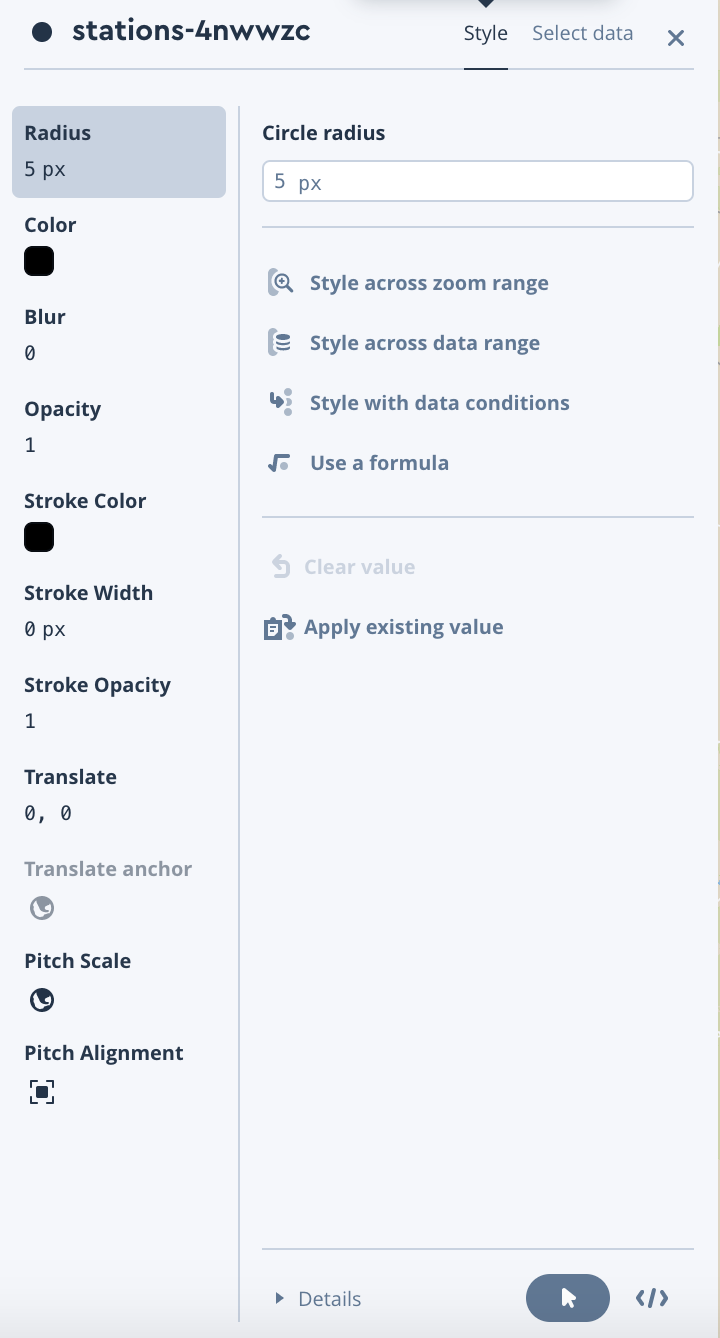 stations-4nwwzc
Style
Select data
Radius
5 px
Color
Blur
0
Opacity
1
Stroke Color
Stroke Width
0 px
Stroke Opacity
1
Translate
0, 0
Translate anchor
Pitch Scale
Pitch Alignment
Circle radius
5 px
Style across zoom range
Style across data range
Style with data conditions
Use a formula
Clear value
Apply existing value
Details